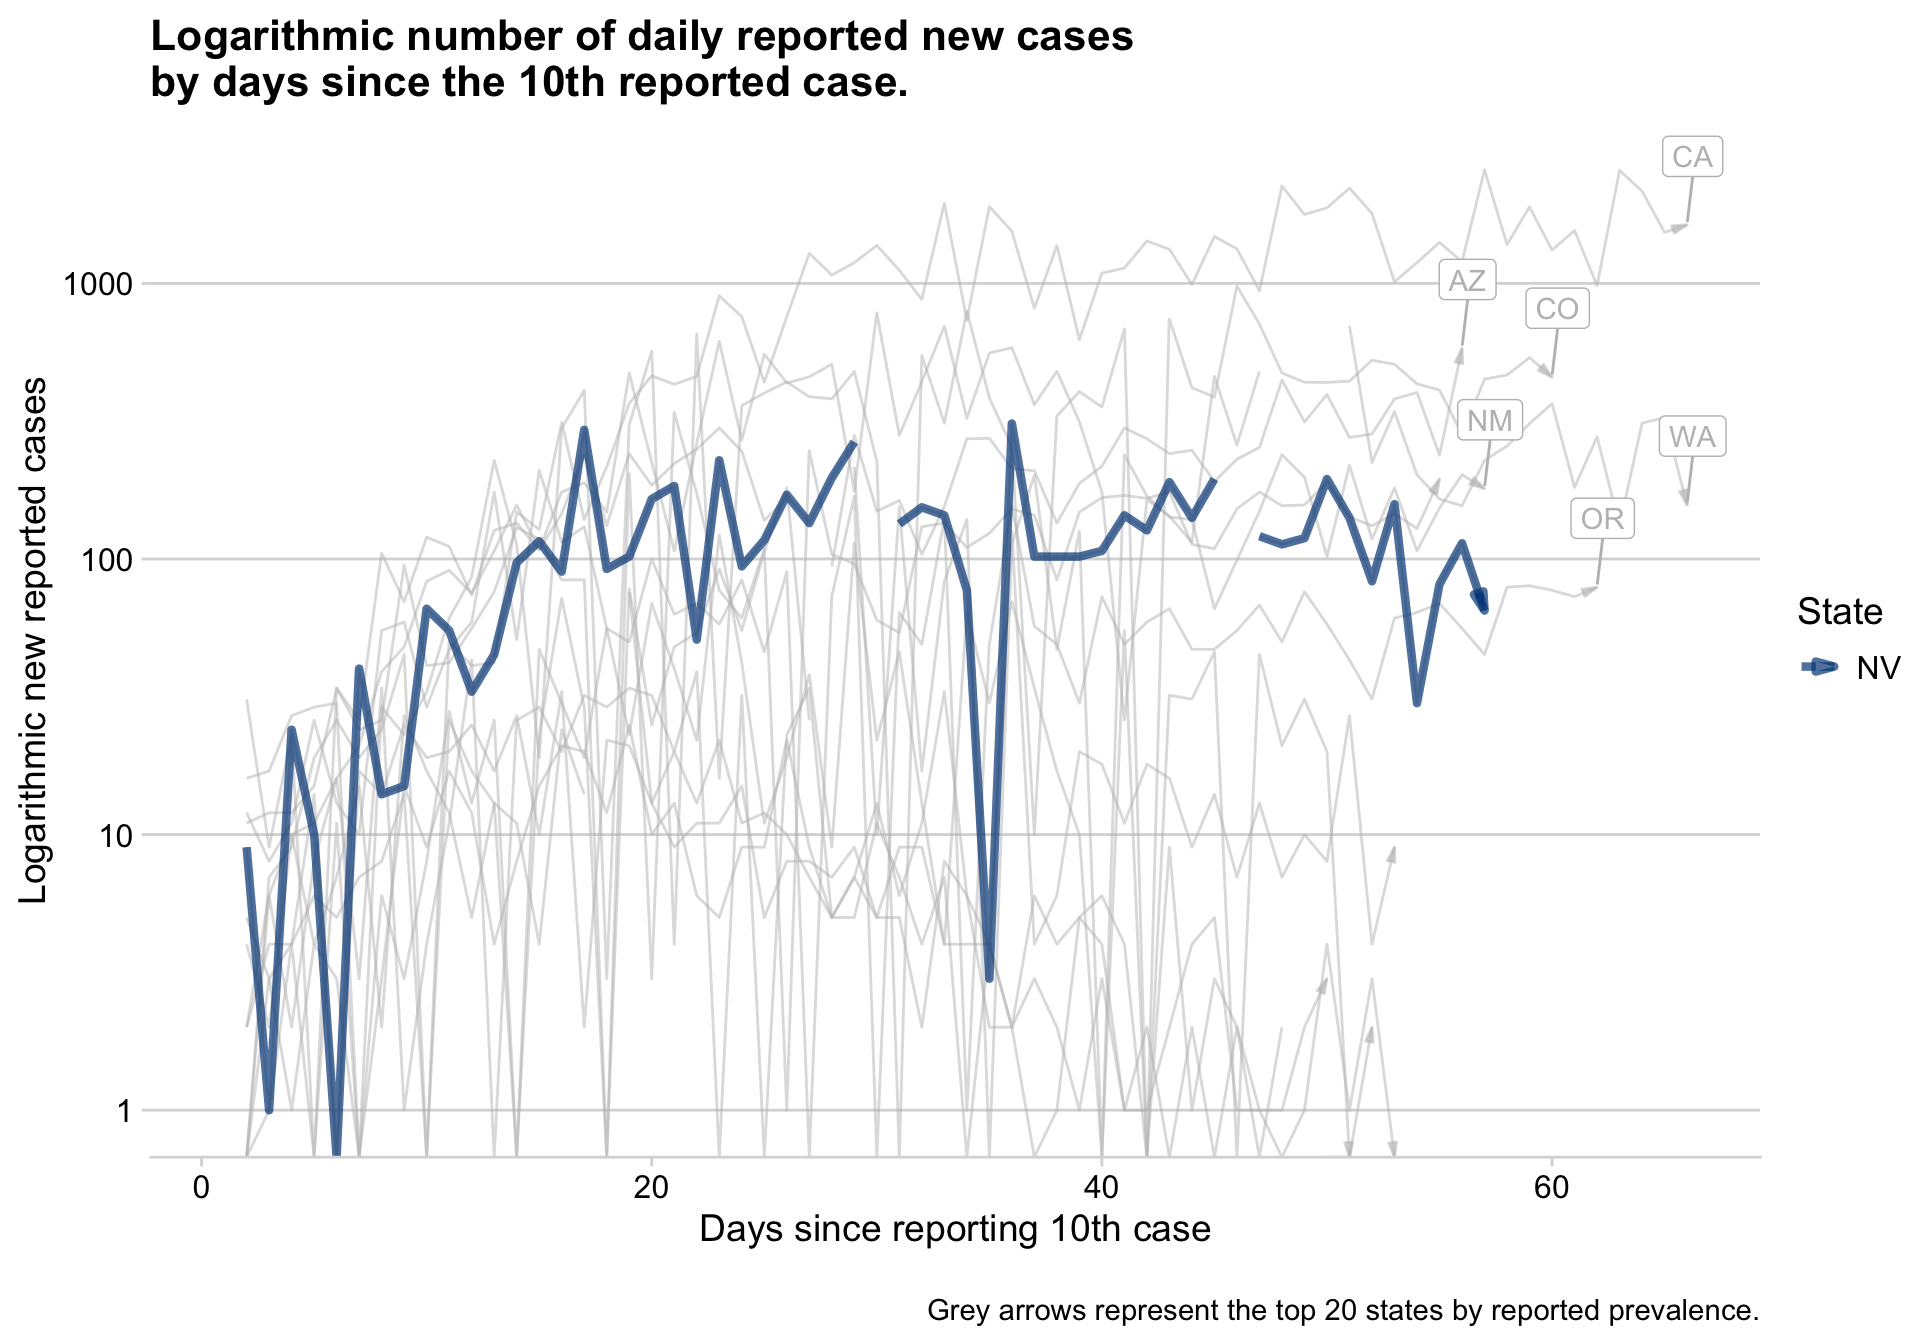 Logarithmic number of daily reported new cases
by days since the 10th reported case.
CA
AZ
CO
NM
WA
OR
1000
100
10
1
Logarithmic new reported cases
0
20
40
60
Days since reporting 10th case
State
NV
Grey arrows represent the top 20 states by reported prevalence.